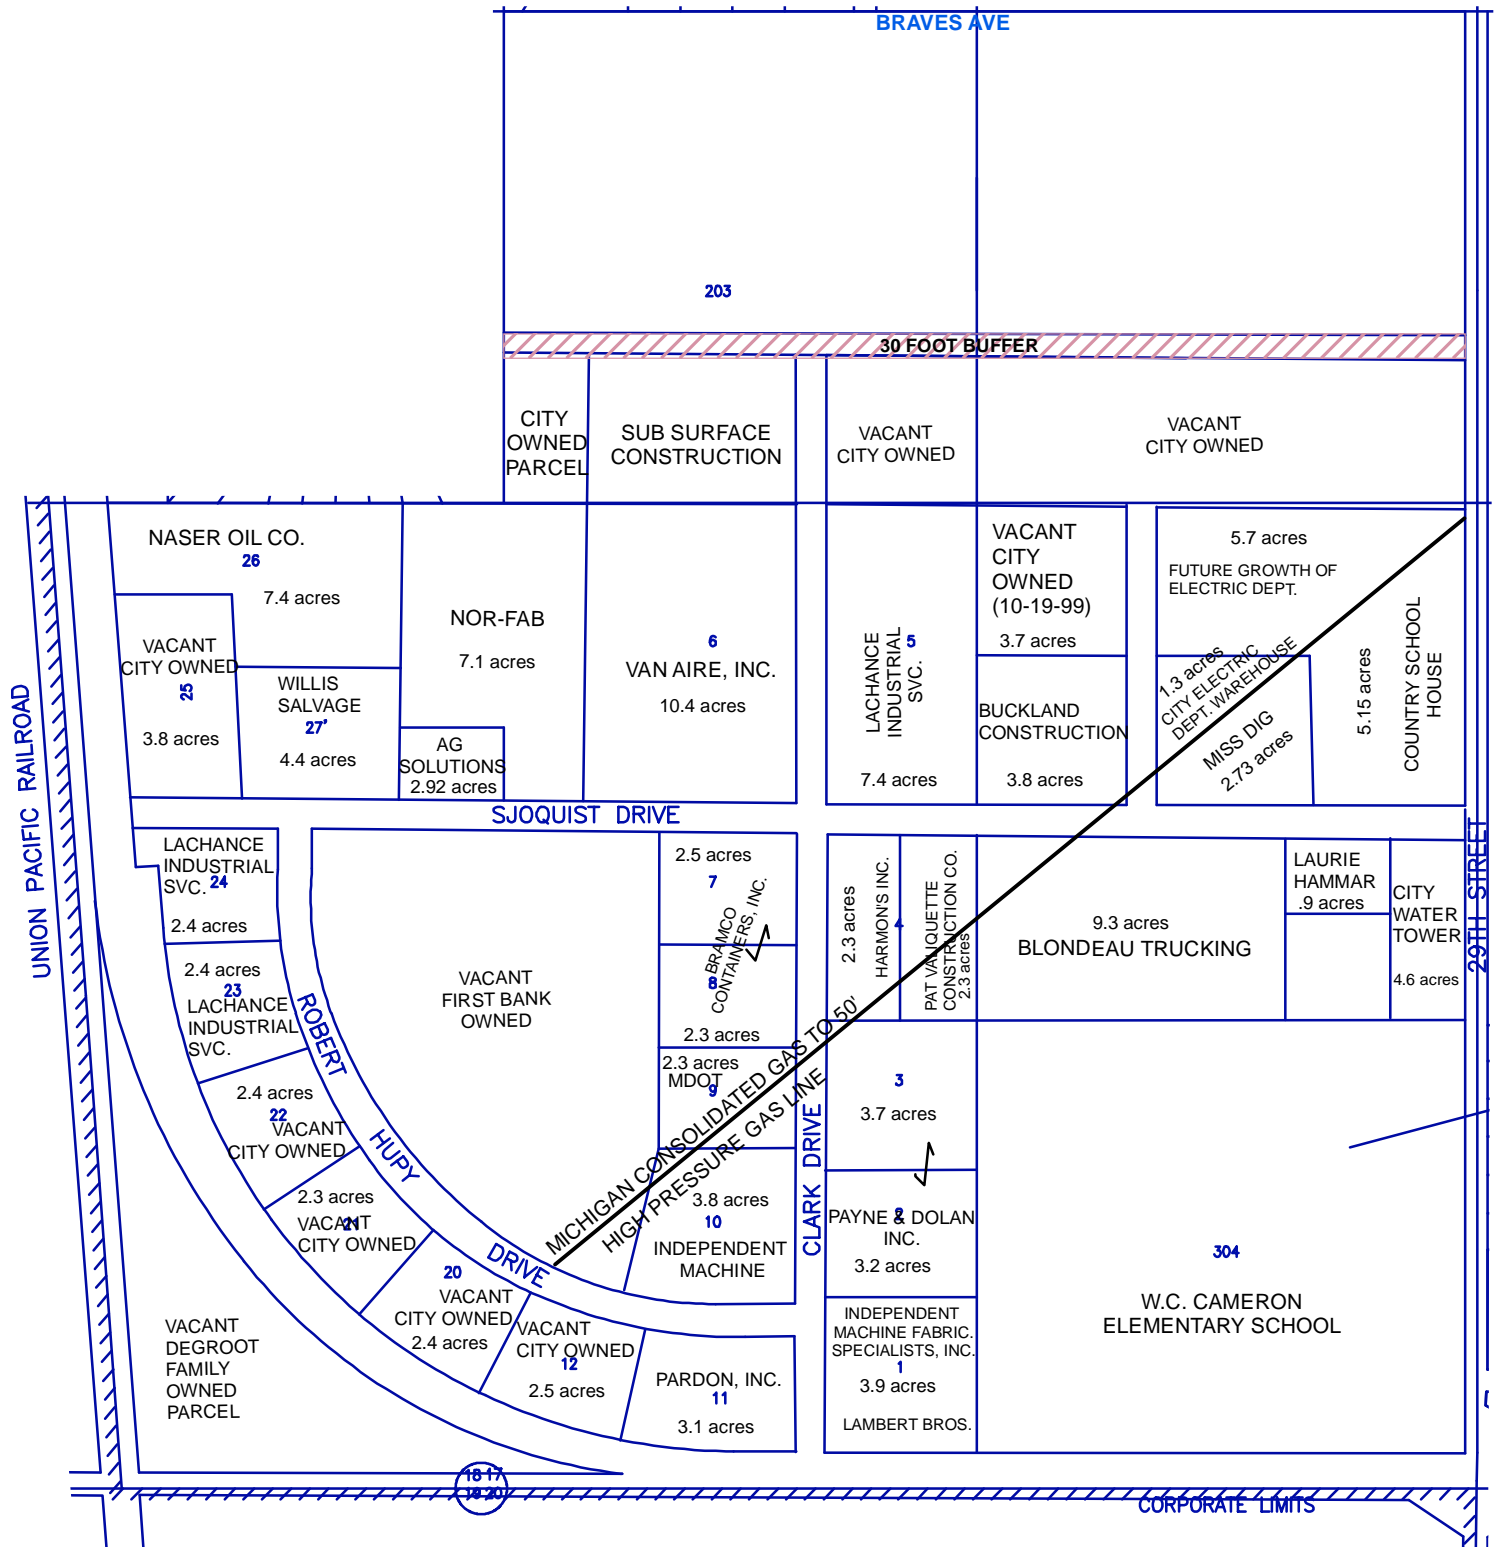 BRAVES AVE
203
30 FOOT BUFFER
CITY
OWNED
PARCEL
SUB SURFACE
CONSTRUCTION
VACANT
CITY OWNED
VACANT
CITY OWNED
NASER OIL CO.
26
7.4 acres
VACANT
CITY OWNED
25
3.8 acres
WILLIS
SALVAGE
27'
4.4 acres
NOR-FAB
7.1 acres
AG
SOLUTIONS
2.92 acres
6
VAN AIRE, INC.
10.4 acres
LACHANCE
INDUSTRIAL
SVC.
5
7.4 acres
VACANT
CITY
OWNED
(10-19-99)
3.7 acres
BUCKLAND
CONSTRUCTION
3.8 acres
5.7 acres
FUTURE GROWTH OF
ELECTRIC DEPT.
1.3 acres
CITY ELECTRIC
DEPT. WAREHOUSE
MISS DIG
2.73 acres
5.15 acres
COUNTRY SCHOOL
HOUSE
UNION PACIFIC RAILROAD
SJOQUIST DRIVE
29TH STREET
LACHANCE
INDUSTRIAL
SVC.
24
2.4 acres
2.4 acres
23
LACHANCE
INDUSTRIAL
SVC.
2.4 acres
22
VACANT
CITY OWNED
2.3 acres
VACANT
21
CITY OWNED
20
VACANT
CITY OWNED
2.4 acres
VACANT
CITY OWNED
12
2.5 acres
PARDON, INC.
11
3.1 acres
ROBERT
HUPY
DRIVE
VACANT
FIRST BANK
OWNED
2.5 acres
7
BRAMCO
CONTAINERS, INC.
8
2.3 acres
2.3 acres
MDOT
9
3.8 acres
10
INDEPENDENT
MACHINE
MICHIGAN CONSOLIDATED GAS TO 50'
HIGH PRESSURE GAS LINE
CLARK DRIVE
2.3 acres
HARMON'S INC.
4
PAT VALIQUETTE
CONSTRUCTION CO.
2.3 acres
9.3 acres
BLONDEAU TRUCKING
LAURIE
HAMMAR
.9 acres
CITY
WATER
TOWER
4.6 acres
3
3.7 acres
2
PAYNE & DOLAN
INC.
3.2 acres
INDEPENDENT
MACHINE FABRIC.
SPECIALISTS, INC.
1
3.9 acres
LAMBERT BROS.
304
W.C. CAMERON
ELEMENTARY SCHOOL
VACANT
DEGROOT
FAMILY
OWNED
PARCEL
18 17
19 20
CORPORATE LIMITS